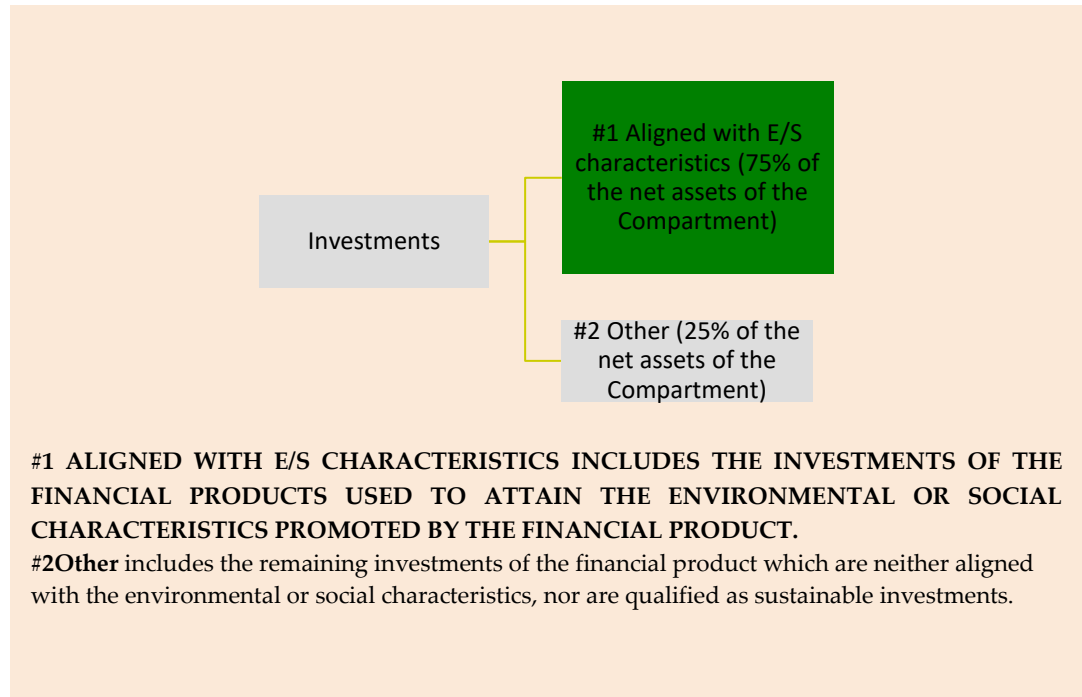 #1 Aligned with E/S
characteristics (75% of
the net assets of the
Compartment)
Investments
#2 Other (25% of the
net assets of the
Compartment)
#1 ALIGNED WITH E/S CHARACTERISTICS INCLUDES THE INVESTMENTS OF THE
FINANCIAL PRODUCTS USED TO ATTAIN THE ENVIRONMENTAL OR SOCIAL
CHARACTERISTICS PROMOTED BY THE FINANCIAL PRODUCT.
#2Other includes the remaining investments of the financial product which are neither aligned
with the environmental or social characteristics, nor are qualified as sustainable investments.